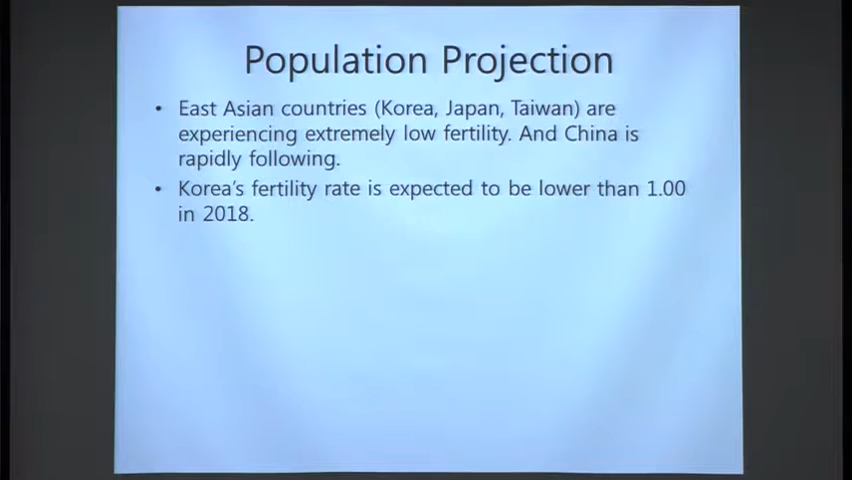 Population Projection
• East Asian countries (Korea, Japan, Taiwan) are
experiencing extremely low fertility. And China is
rapidly following.
• Korea's fertility rate is expected to be lower than 1.00
in 2018.